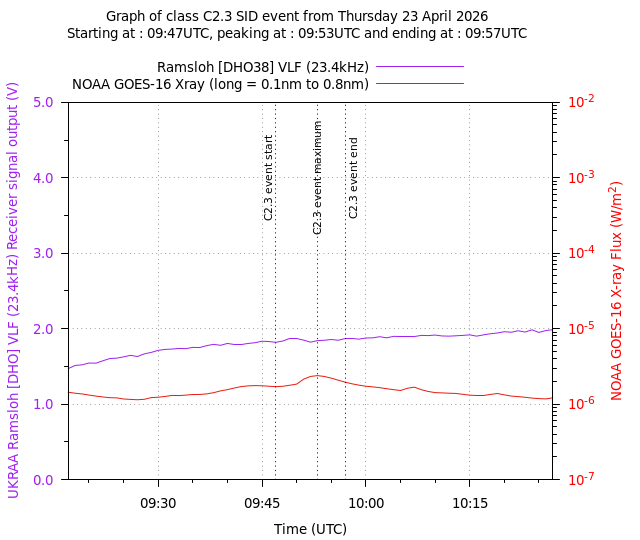 Graph of class C2.3 SID event from Thursday 23 April 2026
Starting at : 09:47UTC, peaking at : 09:53UTC and ending at : 09:57UTC
Ramsloh [DHO38] VLF (23.4kHz)
NOAA GOES-16 Xray (long = 0.1nm to 0.8nm)
UKRAA Ramsloh [DHO] VLF (23.4kHz) Receiver signal output (V)
5.0
4.0
3.0
2.0
1.0
0.0
C2.3 event start
C2.3 event maximum
C2.3 event end
10-2
10-3
10-4
10-5
10-6
10-7
NOAA GOES-16 X-ray Flux (W/m2)
09:30
09:45
10:00
10:15
Time (UTC)